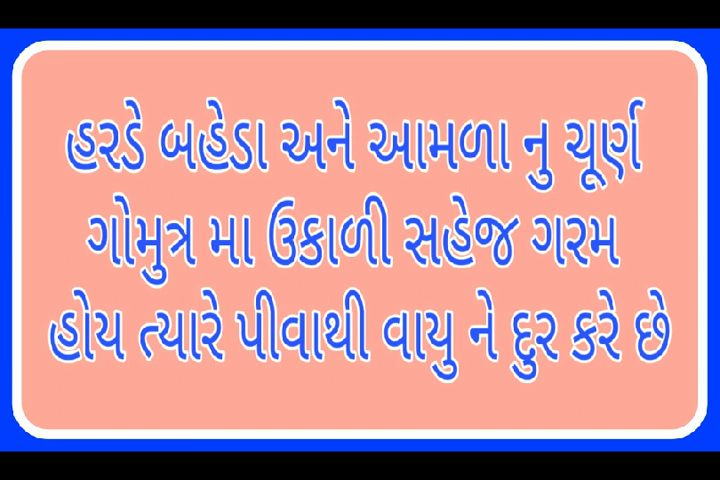 હરડે બહેડા અને આમળા નુ ચૂર્ણ
ગોમુત્ર મા ઉકાળી સહેજ ગરમ
હોય ત્યારે પીવાથી વાયુ ને દુર કરે છે